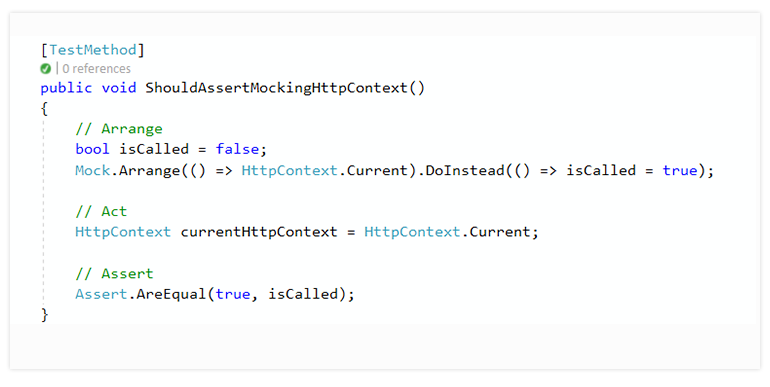 [TestMethod]
| 0 references
public void ShouldAssertMockingHttpContext()
{
// Arrange
bool isCalled = false;
Mock.Arrange(() => HttpContext.Current).DoInstead(() => isCalled = true);
// Act
HttpContext currentHttpContext = HttpContext.Current;
// Assert
Assert.AreEqual(true, isCalled);
}